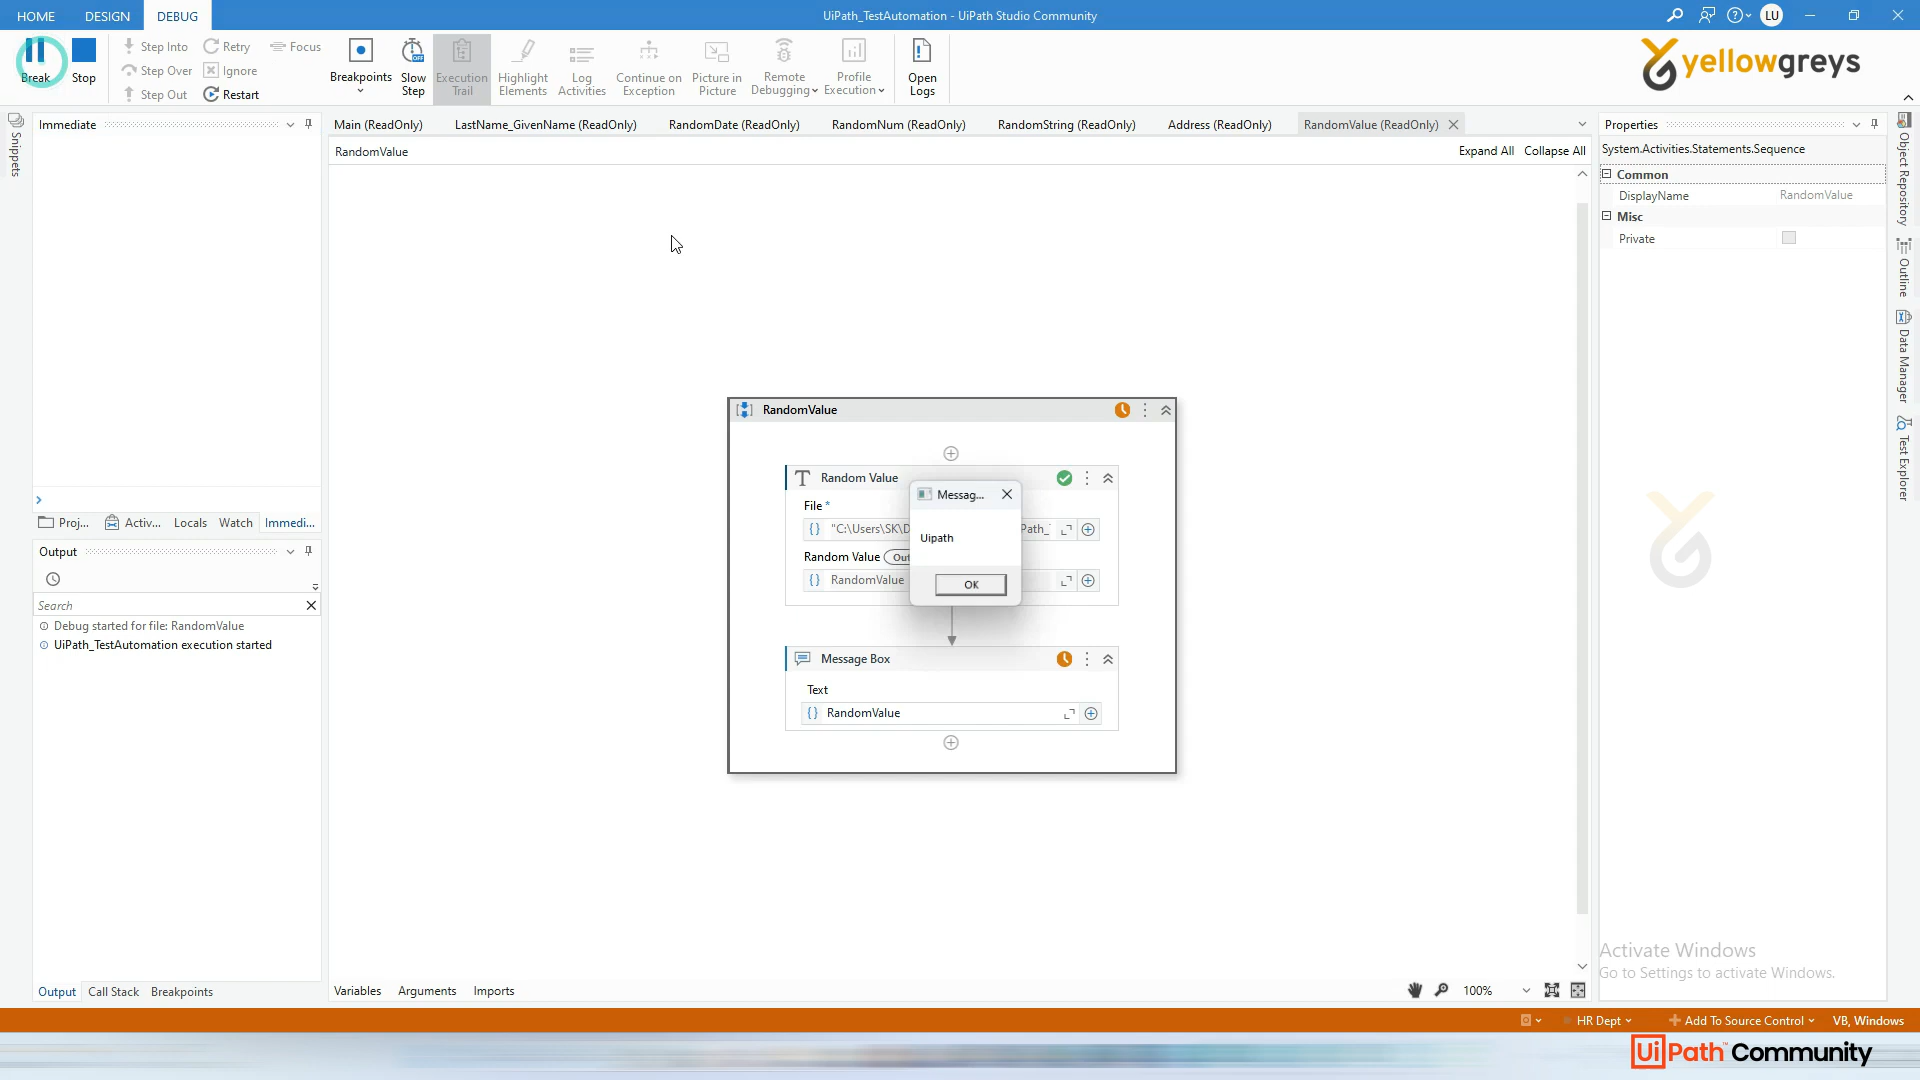 HOME DESIGN DEBUG UiPath_TestAutomation - UiPath Studio Community LU
Break Stop Step Into Retry Focus
Step Over Ignore
Step Out Restart
Breakpoints Slow Step Execution Trail Highlight Elements Log Activities Continue on Exception Picture in Picture Remote Debugging Profile Execution Open Logs
yellowgreys
Snippets
Immediate
Main (ReadOnly) LastName_GivenName (ReadOnly) RandomDate (ReadOnly) RandomNum (ReadOnly) RandomString (ReadOnly) Address (ReadOnly) RandomValue (ReadOnly)
Properties
RandomValue Expand All Collapse All
System.Activities.Statements.Sequence
Common
DisplayName RandomValue
Misc
Private
Object Repository
Outline
Data Manager
Test Explorer
RandomValue
Random Value
File *
"C:\Users\SK\D Path_
Random Value Out
RandomValue
Messag...
Uipath
OK
Message Box
Text
RandomValue
Proj... Activ... Locals Watch Immedi...
Output
Search
Debug started for file: RandomValue
UiPath_TestAutomation execution started
Output Call Stack Breakpoints
Variables Arguments Imports
100%
Activate Windows
Go to Settings to activate Windows.
HR Dept Add To Source Control VB, Windows
UiPath Community